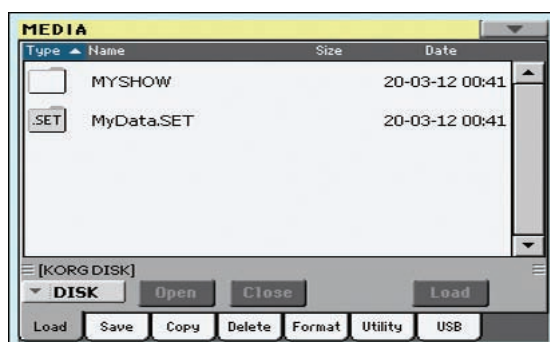 MEDIA
Type Name Size Date
MYSHOW 20-03-12 00:41
.SET MyData.SET 20-03-12 00:41
[KORG DISK]
DISK Open Close Load
Load Save Copy Delete Format Utility USB